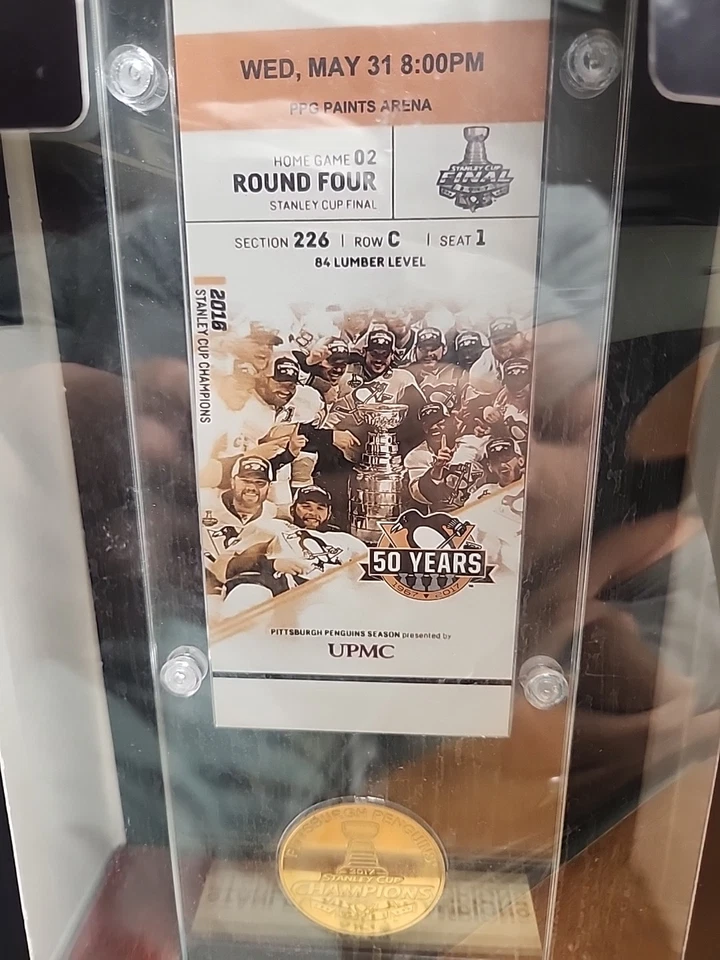 WED, MAY 31 8:00PM
PPG PAINTS ARENA
HOME GAME 02
ROUND FOUR
STANLEY CUP FINAL
STANLEY CUP
FINAL
SECTION 226 | ROW C | SEAT 1
84 LUMBER LEVEL
2016
STANLEY CUP CHAMPIONS
50 YEARS
1967 ▼ 2017
PITTSBURGH PENGUINS SEASON presented by
UPMC
PITTSBURGH PENGUINS
2017
STANLEY CUP
CHAMPIONS